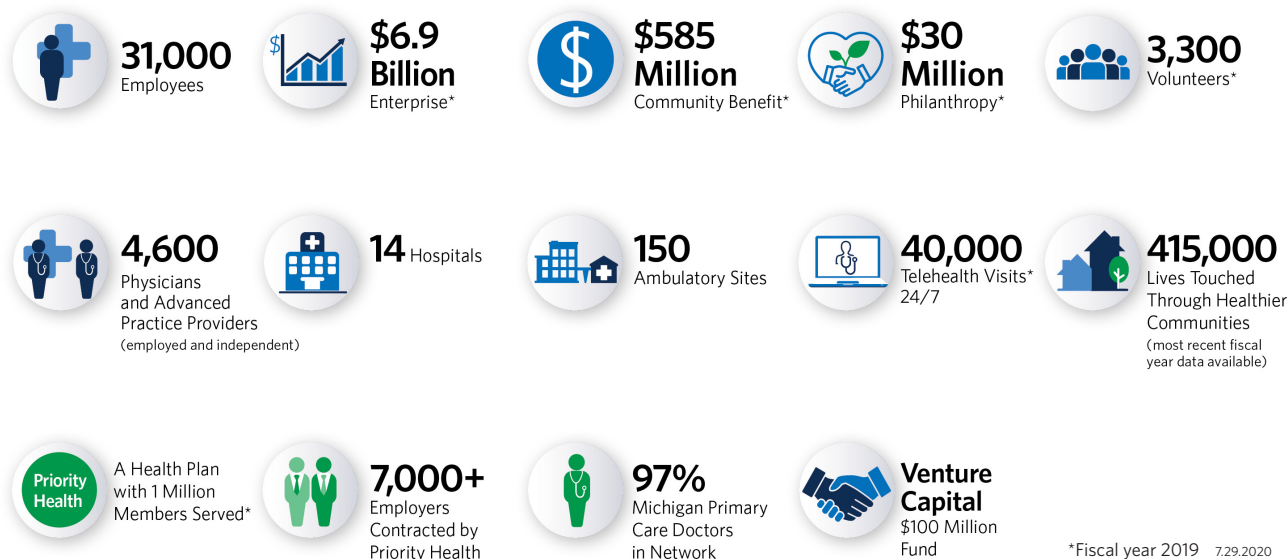 31,000
Employees
$
$6.9
Billion
Enterprise*
$
$585
Million
Community Benefit*
$30
Million
Philanthropy*
3,300
Volunteers*
4,600
Physicians
and Advanced
Practice Providers
(employed and independent)
14 Hospitals
150
Ambulatory Sites
40,000
Telehealth Visits*
24/7
415,000
Lives Touched
Through Healthier
Communities
(most recent fiscal
year data available)
Priority
Health
A Health Plan
with 1 Million
Members Served*
7,000+
Employers
Contracted by
Priority Health
97%
Michigan Primary
Care Doctors
in Network
Venture
Capital
$100 Million
Fund
*Fiscal year 2019 7.29.2020